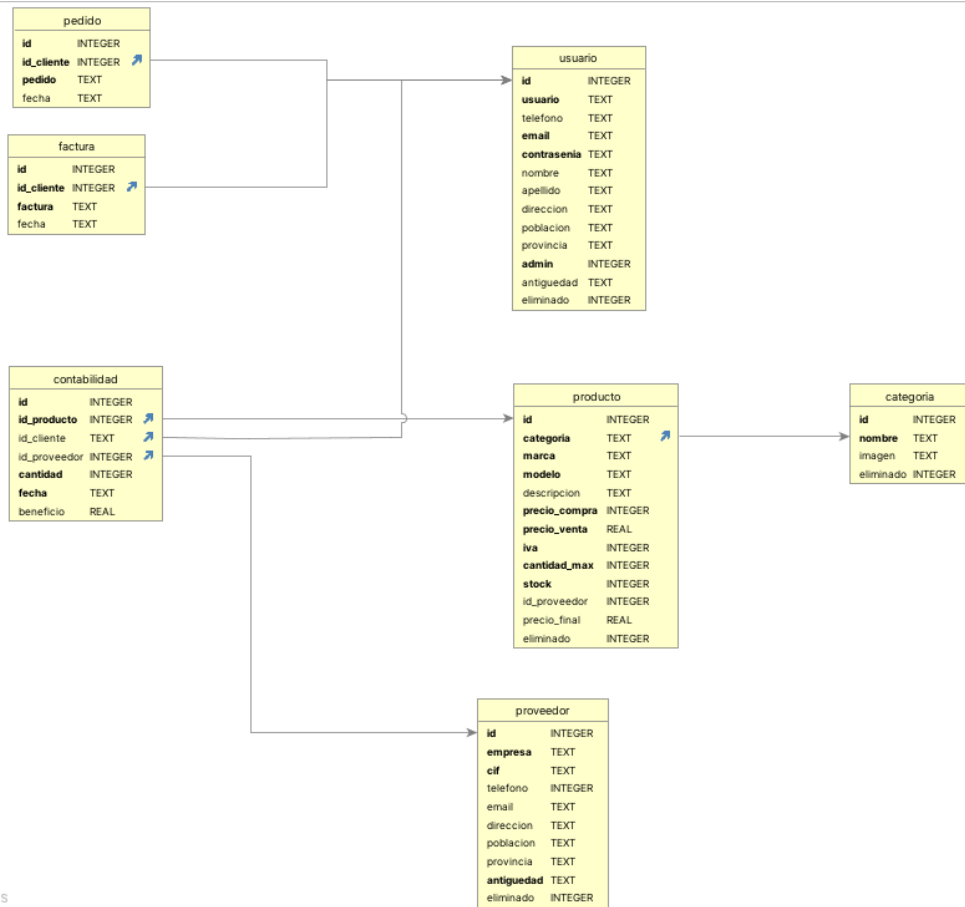 pedido
id INTEGER
id_cliente INTEGER
pedido TEXT
fecha TEXT
factura
id INTEGER
id_cliente INTEGER
factura TEXT
fecha TEXT
usuario
id INTEGER
usuario TEXT
telefono TEXT
email TEXT
contrasenia TEXT
nombre TEXT
apellido TEXT
direccion TEXT
poblacion TEXT
provincia TEXT
admin INTEGER
antiguedad TEXT
eliminado INTEGER
contabilidad
id INTEGER
id_producto INTEGER
id_cliente TEXT
id_proveedor INTEGER
cantidad INTEGER
fecha TEXT
beneficio REAL
producto
id INTEGER
categoria TEXT
marca TEXT
modelo TEXT
descripcion TEXT
precio_compra INTEGER
precio_venta REAL
iva INTEGER
cantidad_max INTEGER
stock INTEGER
id_proveedor INTEGER
precio_final REAL
eliminado INTEGER
categoria
id INTEGER
nombre TEXT
imagen TEXT
eliminado INTEGER
proveedor
id INTEGER
empresa TEXT
cif TEXT
telefono INTEGER
email TEXT
direccion TEXT
poblacion TEXT
provincia TEXT
antiguedad TEXT
eliminado INTEGER
s